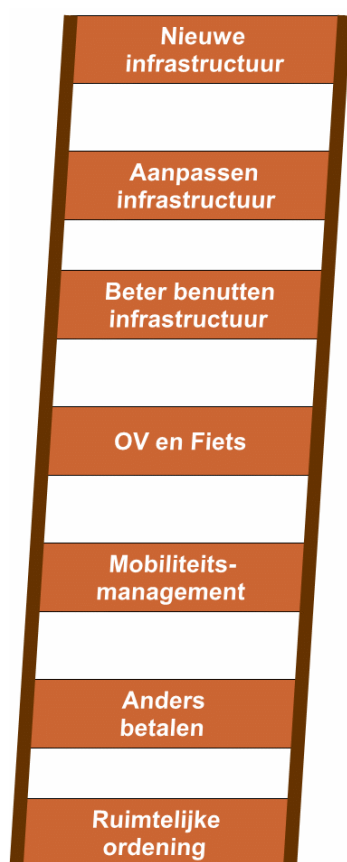 Nieuwe
infrastructuur
Aanpassen
infrastructuur
Beter benutten
infrastructuur
OV en Fiets
Mobiliteits-
management
Anders
betalen
Ruimtelijke
ordening